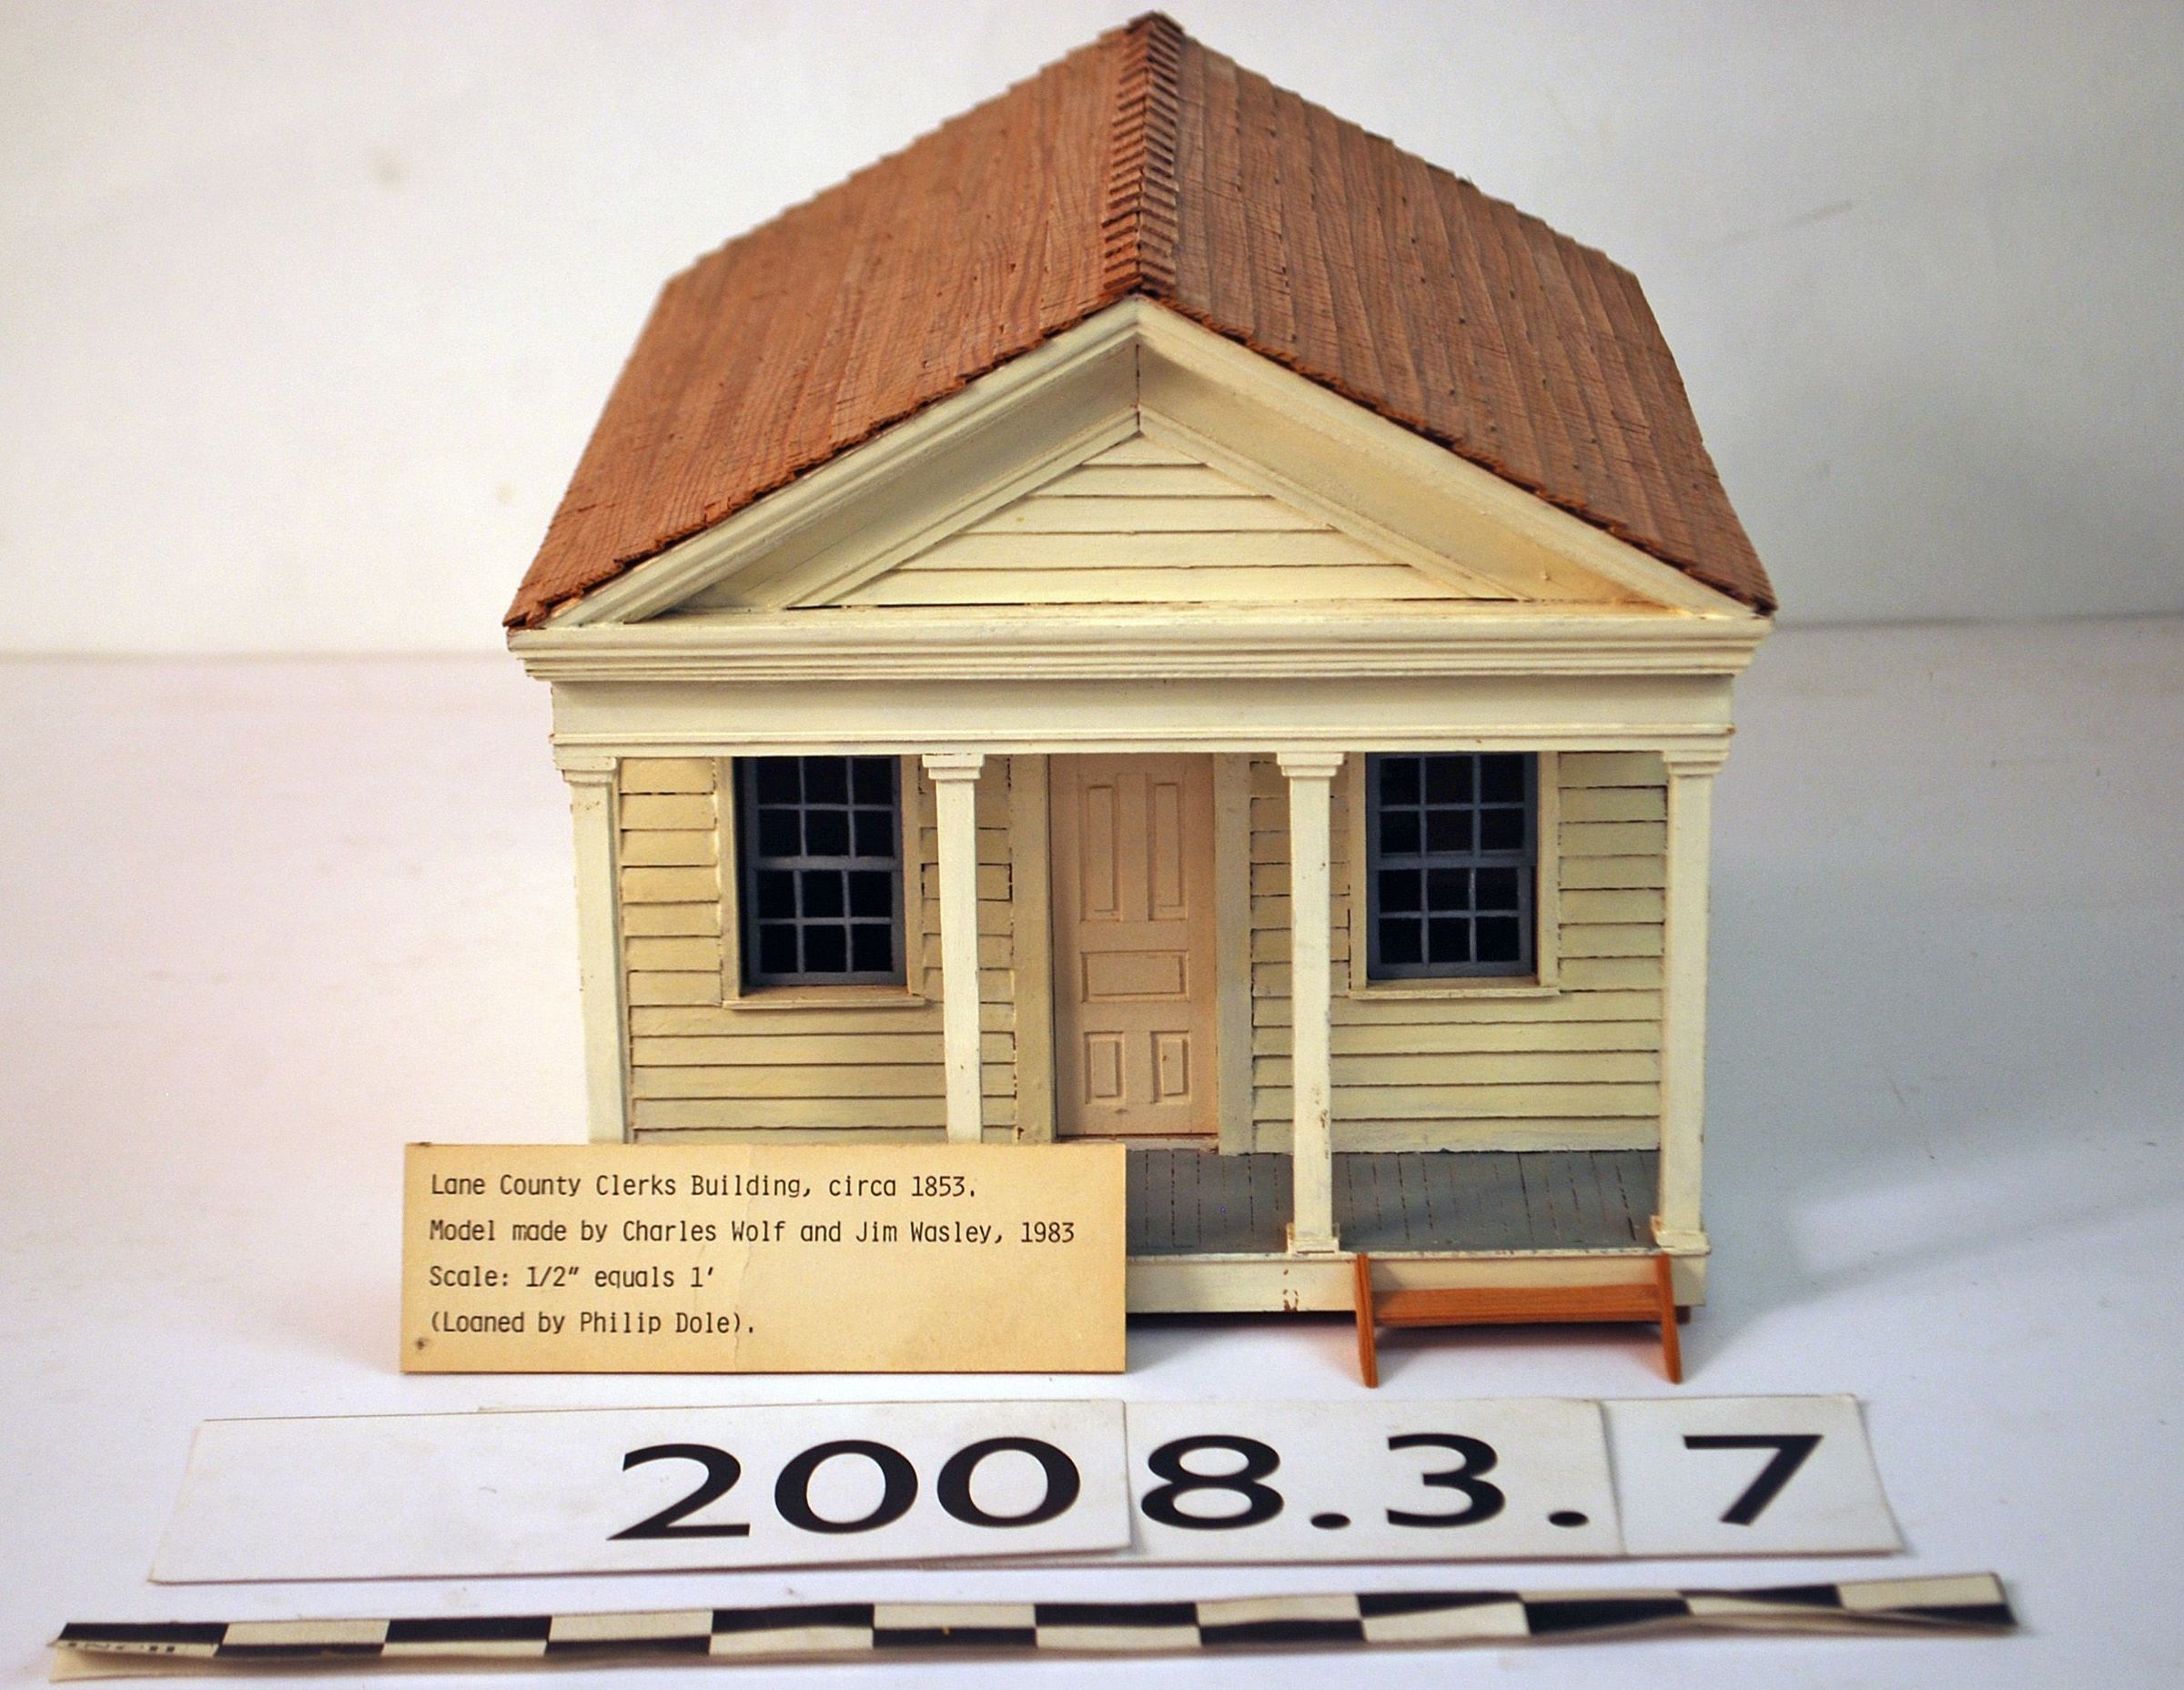 Lane County Clerks Building, circa 1853.
Model made by Charles Wolf and Jim Wasley, 1983
Scale: 1/2" equals 1'
(Loaned by Philip Dole).
2008.3.7
INCH